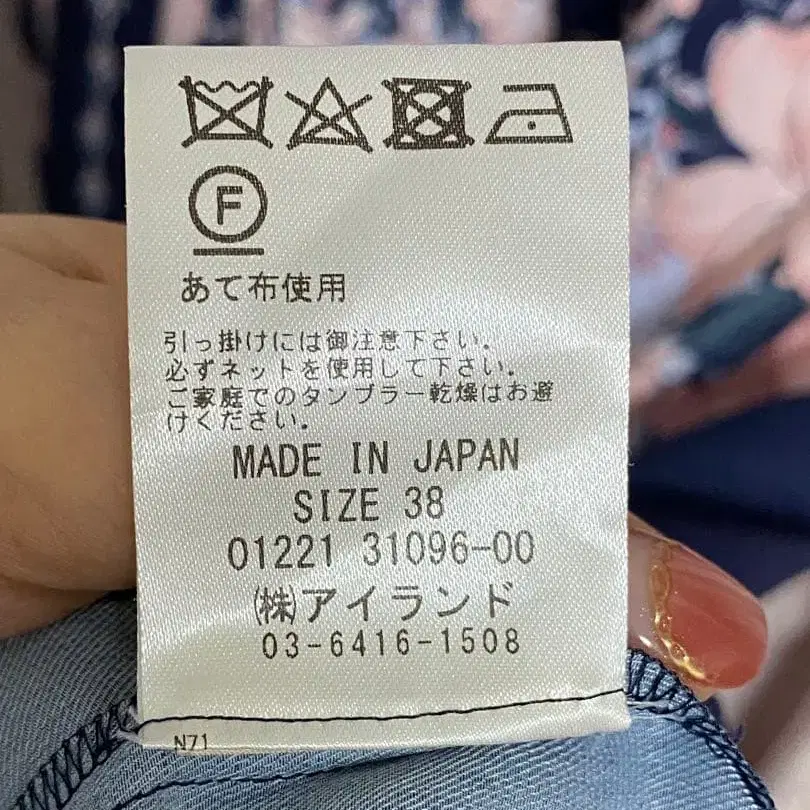 F
あて布使用
引っ掛けには御注意下さい。
必ずネットを使用して下さい。
ご家庭でのタンブラー乾燥はお避
けください。
MADE IN JAPAN
SIZE 38
01221 31096-00
㈱アイランド
03-6416-1508
N71